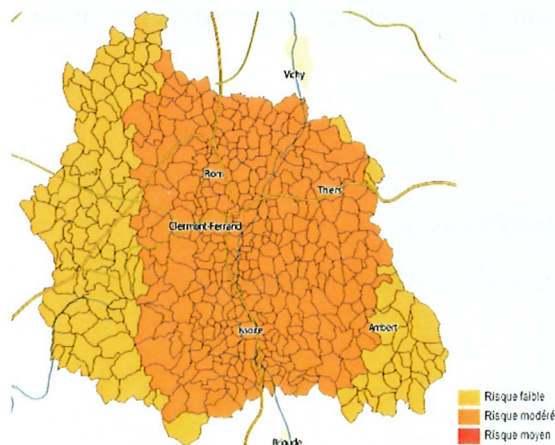 Vichy
Riom
Thiers
Clermont-Ferrand
Issoire
Ambert
Brioude
Risque faible
Risque modéré
Risque moyen